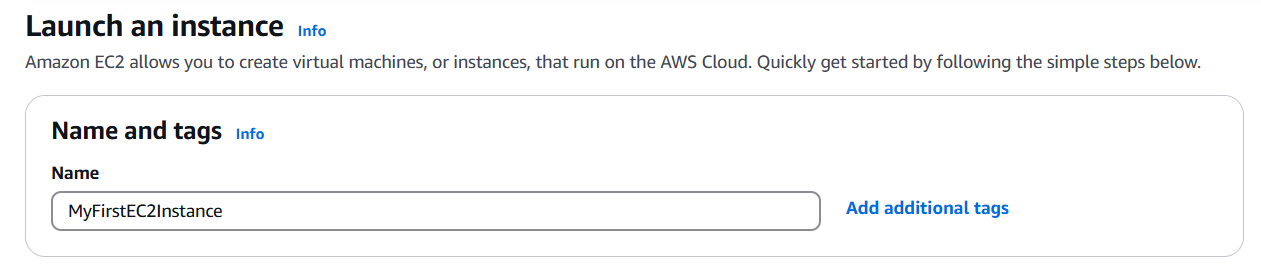 Launch an instance Info
Amazon EC2 allows you to create virtual machines, or instances, that run on the AWS Cloud. Quickly get started by following the simple steps below.
Name and tags Info
Name
MyFirstEC2Instance
Add additional tags